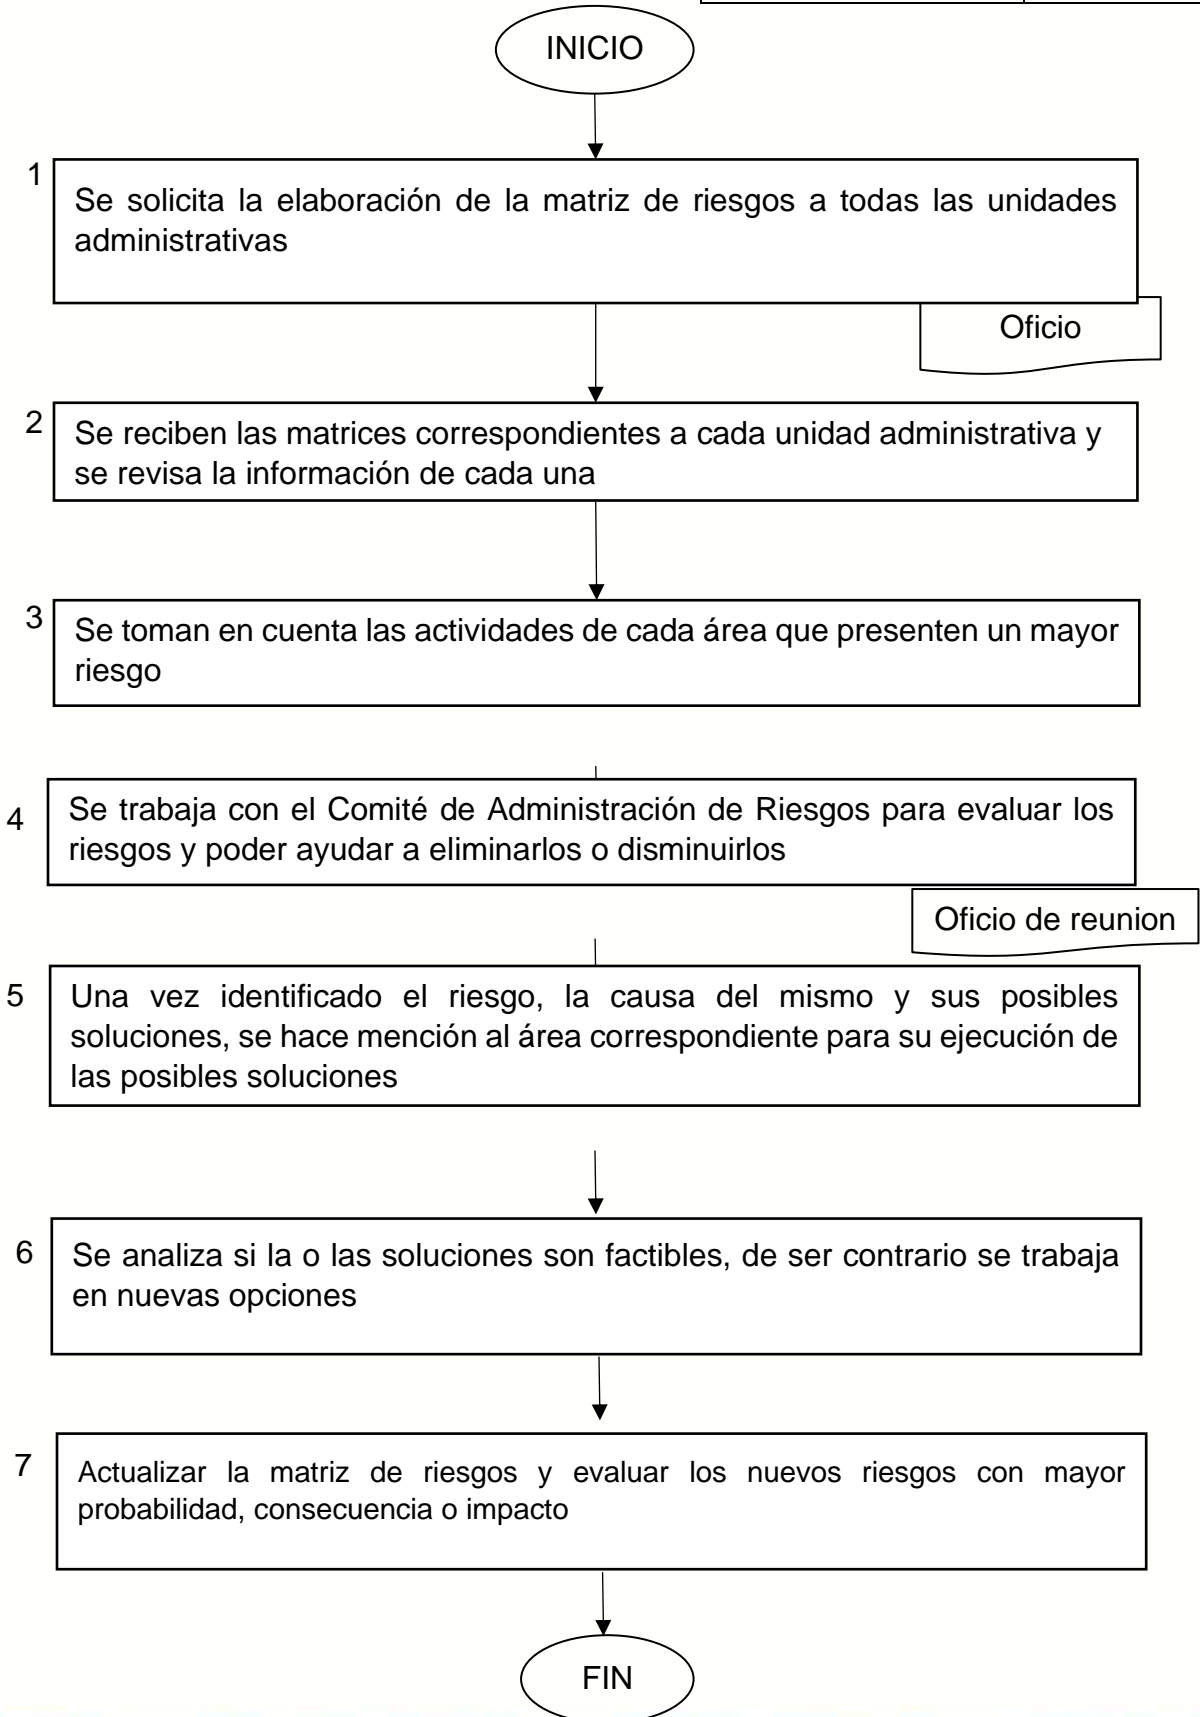 INICIO
1
Se solicita la elaboración de la matriz de riesgos a todas las unidades
administrativas
Oficio
2
Se reciben las matrices correspondientes a cada unidad administrativa y
se revisa la información de cada una
3
Se toman en cuenta las actividades de cada área que presenten un mayor
riesgo
4
Se trabaja con el Comité de Administración de Riesgos para evaluar los
riesgos y poder ayudar a eliminarlos o disminuirlos
Oficio de reunion
5
Una vez identificado el riesgo, la causa del mismo y sus posibles
soluciones, se hace mención al área correspondiente para su ejecución de
las posibles soluciones
6
Se analiza si la o las soluciones son factibles, de ser contrario se trabaja
en nuevas opciones
7
Actualizar la matriz de riesgos y evaluar los nuevos riesgos con mayor
probabilidad, consecuencia o impacto
FIN